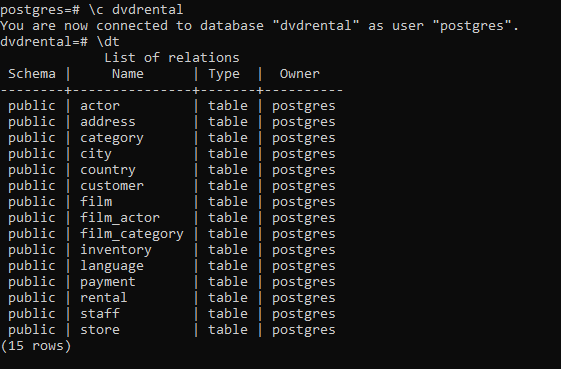 postgres=# \c dvdrental
You are now connected to database "dvdrental" as user "postgres".
dvdrental=# \dt
             List of relations
 Schema |     Name      | Type  |  Owner
--------+---------------+-------+----------
 public | actor         | table | postgres
 public | address       | table | postgres
 public | category      | table | postgres
 public | city          | table | postgres
 public | country       | table | postgres
 public | customer      | table | postgres
 public | film          | table | postgres
 public | film_actor    | table | postgres
 public | film_category | table | postgres
 public | inventory     | table | postgres
 public | language      | table | postgres
 public | payment       | table | postgres
 public | rental        | table | postgres
 public | staff         | table | postgres
 public | store         | table | postgres
(15 rows)